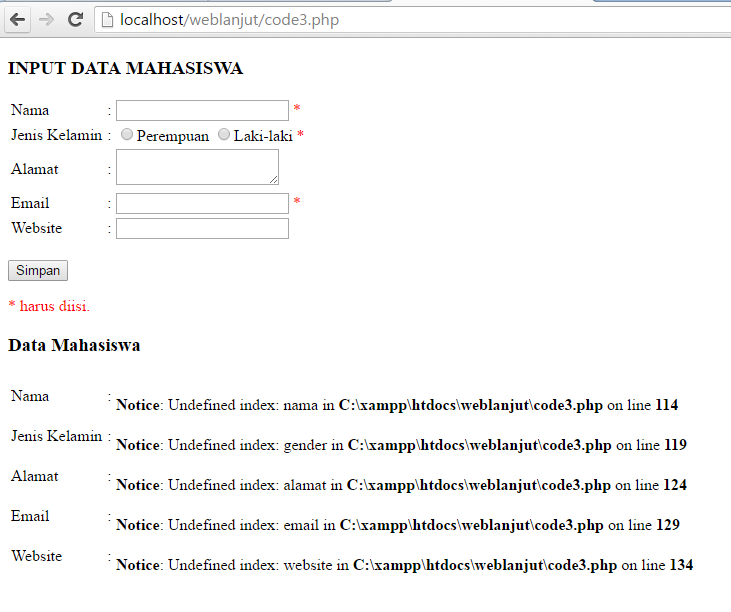 localhost/weblanjut/code3.php
INPUT DATA MAHASISWA
Nama : *
Jenis Kelamin : Perempuan Laki-laki *
Alamat :
Email : *
Website :
Simpan
* harus diisi.
Data Mahasiswa
Nama : Notice: Undefined index: nama in C:\xampp\htdocs\weblanjut\code3.php on line 114
Jenis Kelamin : Notice: Undefined index: gender in C:\xampp\htdocs\weblanjut\code3.php on line 119
Alamat : Notice: Undefined index: alamat in C:\xampp\htdocs\weblanjut\code3.php on line 124
Email : Notice: Undefined index: email in C:\xampp\htdocs\weblanjut\code3.php on line 129
Website : Notice: Undefined index: website in C:\xampp\htdocs\weblanjut\code3.php on line 134